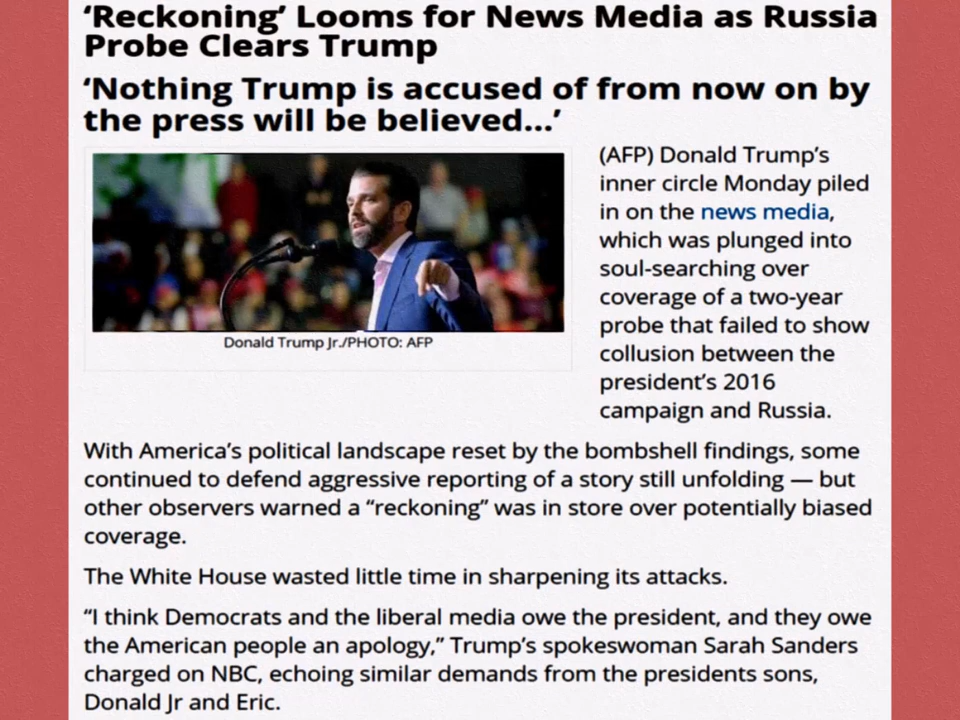 ‘Reckoning’ Looms for News Media as Russia
Probe Clears Trump
‘Nothing Trump is accused of from now on by
the press will be believed...’
Donald Trump Jr./PHOTO: AFP
(AFP) Donald Trump’s
inner circle Monday piled
in on the news media,
which was plunged into
soul-searching over
coverage of a two-year
probe that failed to show
collusion between the
president’s 2016
campaign and Russia.
With America’s political landscape reset by the bombshell findings, some
continued to defend aggressive reporting of a story still unfolding — but
other observers warned a “reckoning” was in store over potentially biased
coverage.
The White House wasted little time in sharpening its attacks.
“I think Democrats and the liberal media owe the president, and they owe
the American people an apology,” Trump’s spokeswoman Sarah Sanders
charged on NBC, echoing similar demands from the presidents sons,
Donald Jr and Eric.